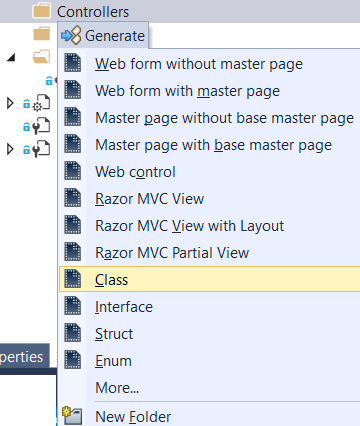 Controllers
Generate
Web form without master page
Web form with master page
Master page without base master page
Master page with base master page
Web control
Razor MVC View
Razor MVC View with Layout
Razor MVC Partial View
Class
Interface
Struct
perties
Enum
More...
New Folder